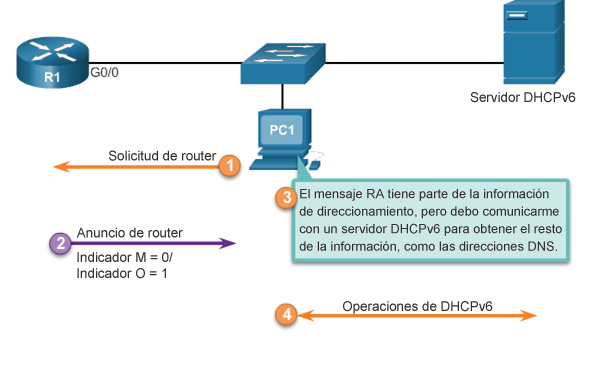 R1
G0/0
Servidor DHCPv6
PC1
Solicitud de router
1
3
El mensaje RA tiene parte de la información
de direccionamiento, pero debo comunicarme
con un servidor DHCPv6 para obtener el resto
de la información, como las direcciones DNS.
2
Anuncio de router
Indicador M = 0/
Indicador O = 1
4
Operaciones de DHCPv6